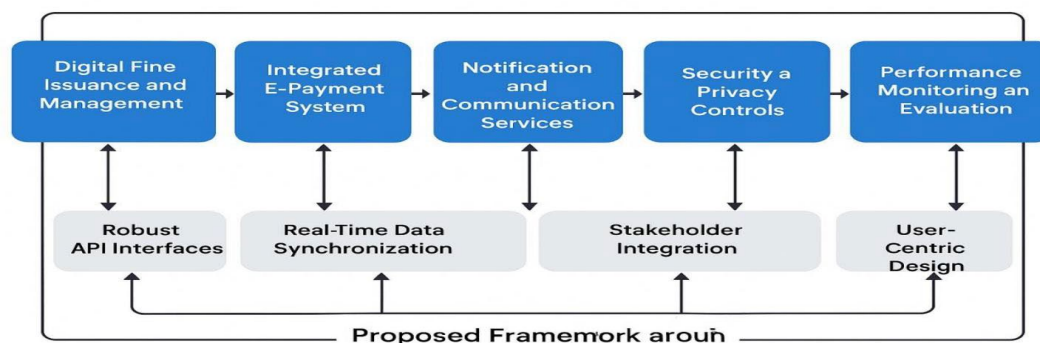 Digital Fine
Issuance and
Management
Integrated
E-Payment
System
Notification
and
Communication
Services
Security a
Privacy
Controls
Performance
Monitoring an
Evaluation
Robust
API Interfaces
Real-Time Data
Synchronization
Stakeholder
Integration
User-
Centric
Design
Proposed Framemork aroun